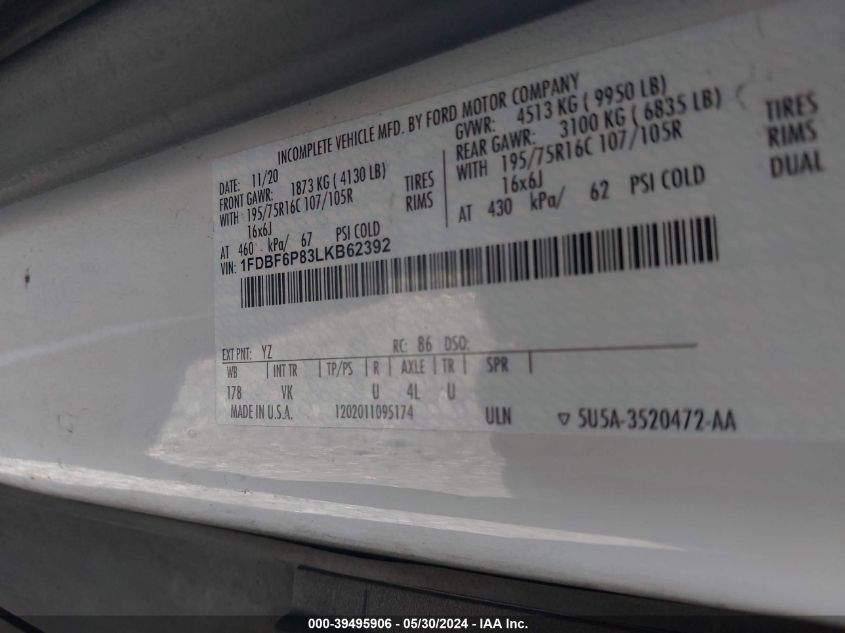 INCOMPLETE VEHICLE MFD. BY FORD MOTOR COMPANY
DATE: 11/20 GVWR: 4513 KG ( 9950 LB)
FRONT GAWR: 1873 KG ( 4130 LB) REAR GAWR: 3100 KG ( 6835 LB)
WITH 195/75R16C 107/105R TIRES WITH 195/75R16C 107/105R TIRES
16x6J RIMS 16x6J RIMS
AT 460 kPa/ 67 PSI COLD AT 430 kPa/ 62 PSI COLD DUAL
VIN: 1FDBF6P83LKB62392
EXT PNT: YZ RC: 86 DSO:
WB INT TR TP/PS R AXLE TR SPR
178 VK U 4L U
MADE IN U.S.A. 1202011095174 ULN 5U5A-3520472-AA
000-39495906 - 05/30/2024 - IAA Inc.